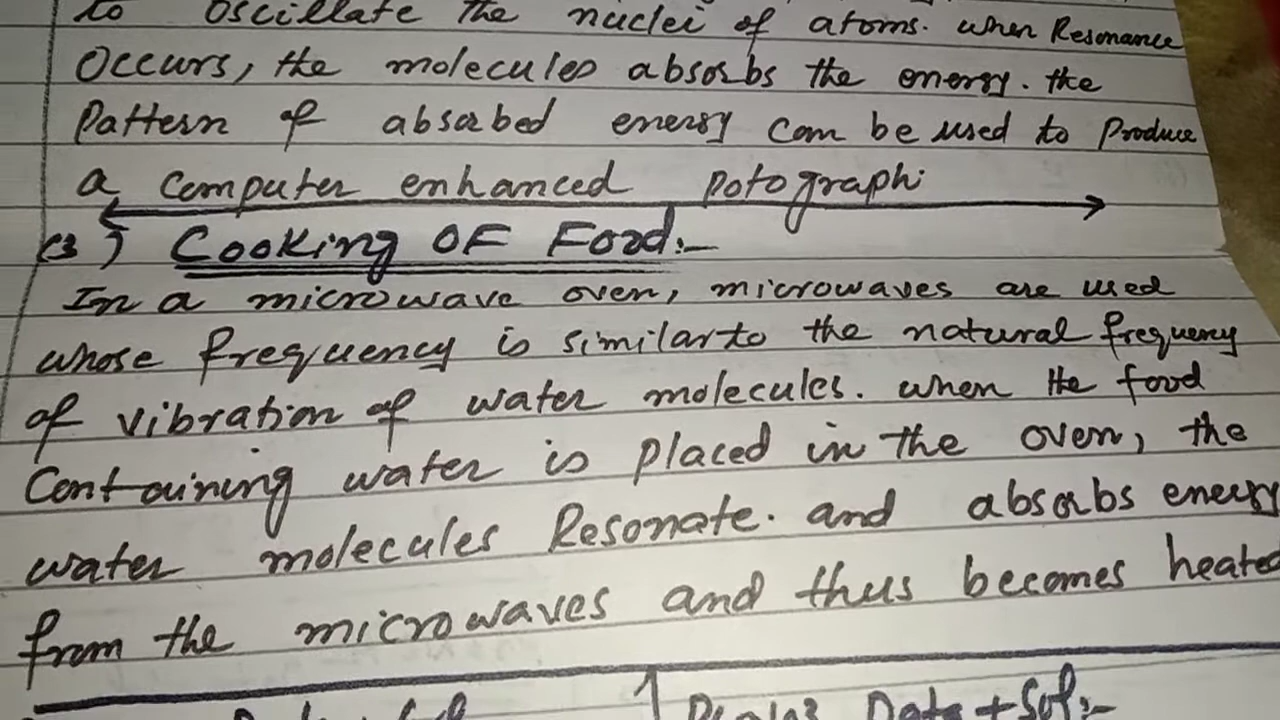 to oscillate the nuclei of atoms. when Resonance
Occurs, the molecules absorbs the energy. the
Pattern of absorbed energy can be used to Produce
a Computer enhanced Potograph.
(3) Cooking OF Food:-
In a microwave oven, microwaves are used
whose frequency is similar to the natural frequency
of vibration of water molecules. when the food
Containing water is placed in the oven, the
water molecules Resonate. and absorbs energy
from the microwaves and thus becomes heated
Data + Sol:-